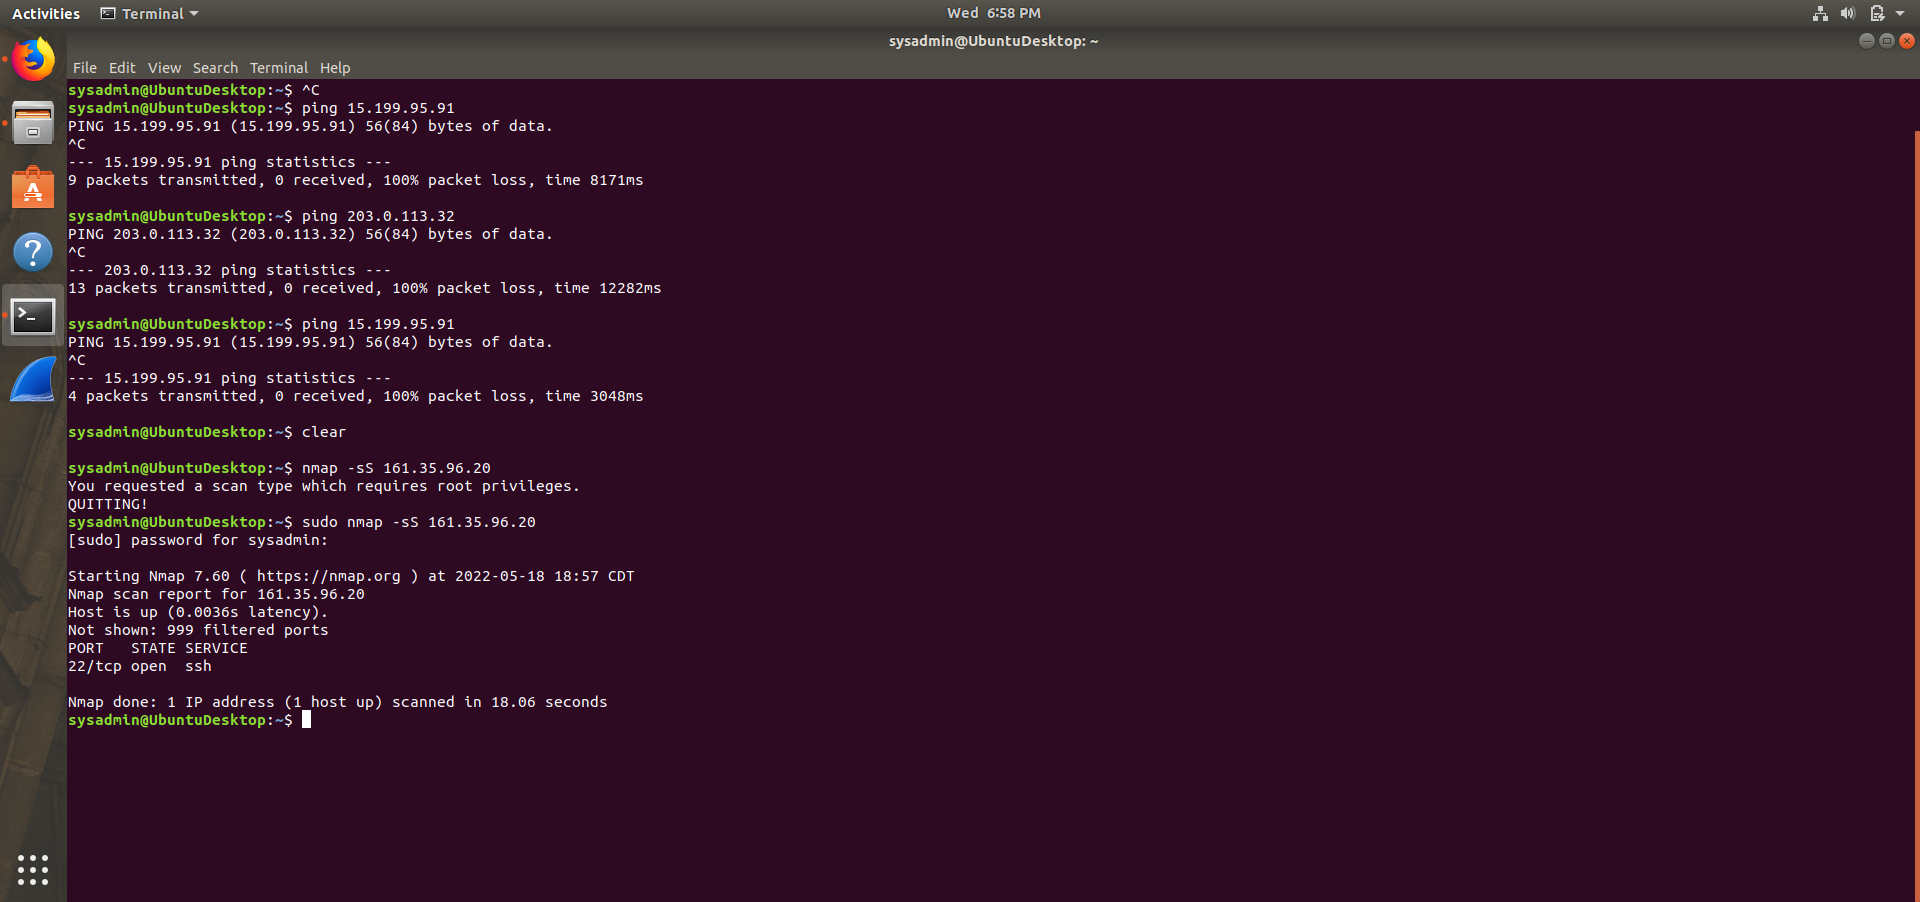 Activities Terminal Wed 6:58 PM
sysadmin@UbuntuDesktop: ~
File Edit View Search Terminal Help
sysadmin@UbuntuDesktop:~$ ^C
sysadmin@UbuntuDesktop:~$ ping 15.199.95.91
PING 15.199.95.91 (15.199.95.91) 56(84) bytes of data.
^C
--- 15.199.95.91 ping statistics ---
9 packets transmitted, 0 received, 100% packet loss, time 8171ms
sysadmin@UbuntuDesktop:~$ ping 203.0.113.32
PING 203.0.113.32 (203.0.113.32) 56(84) bytes of data.
^C
--- 203.0.113.32 ping statistics ---
13 packets transmitted, 0 received, 100% packet loss, time 12282ms
sysadmin@UbuntuDesktop:~$ ping 15.199.95.91
PING 15.199.95.91 (15.199.95.91) 56(84) bytes of data.
^C
--- 15.199.95.91 ping statistics ---
4 packets transmitted, 0 received, 100% packet loss, time 3048ms
sysadmin@UbuntuDesktop:~$ clear
sysadmin@UbuntuDesktop:~$ nmap -sS 161.35.96.20
You requested a scan type which requires root privileges.
QUITTING!
sysadmin@UbuntuDesktop:~$ sudo nmap -sS 161.35.96.20
[sudo] password for sysadmin:
Starting Nmap 7.60 ( https://nmap.org ) at 2022-05-18 18:57 CDT
Nmap scan report for 161.35.96.20
Host is up (0.0036s latency).
Not shown: 999 filtered ports
PORT   STATE SERVICE
22/tcp open  ssh
Nmap done: 1 IP address (1 host up) scanned in 18.06 seconds
sysadmin@UbuntuDesktop:~$